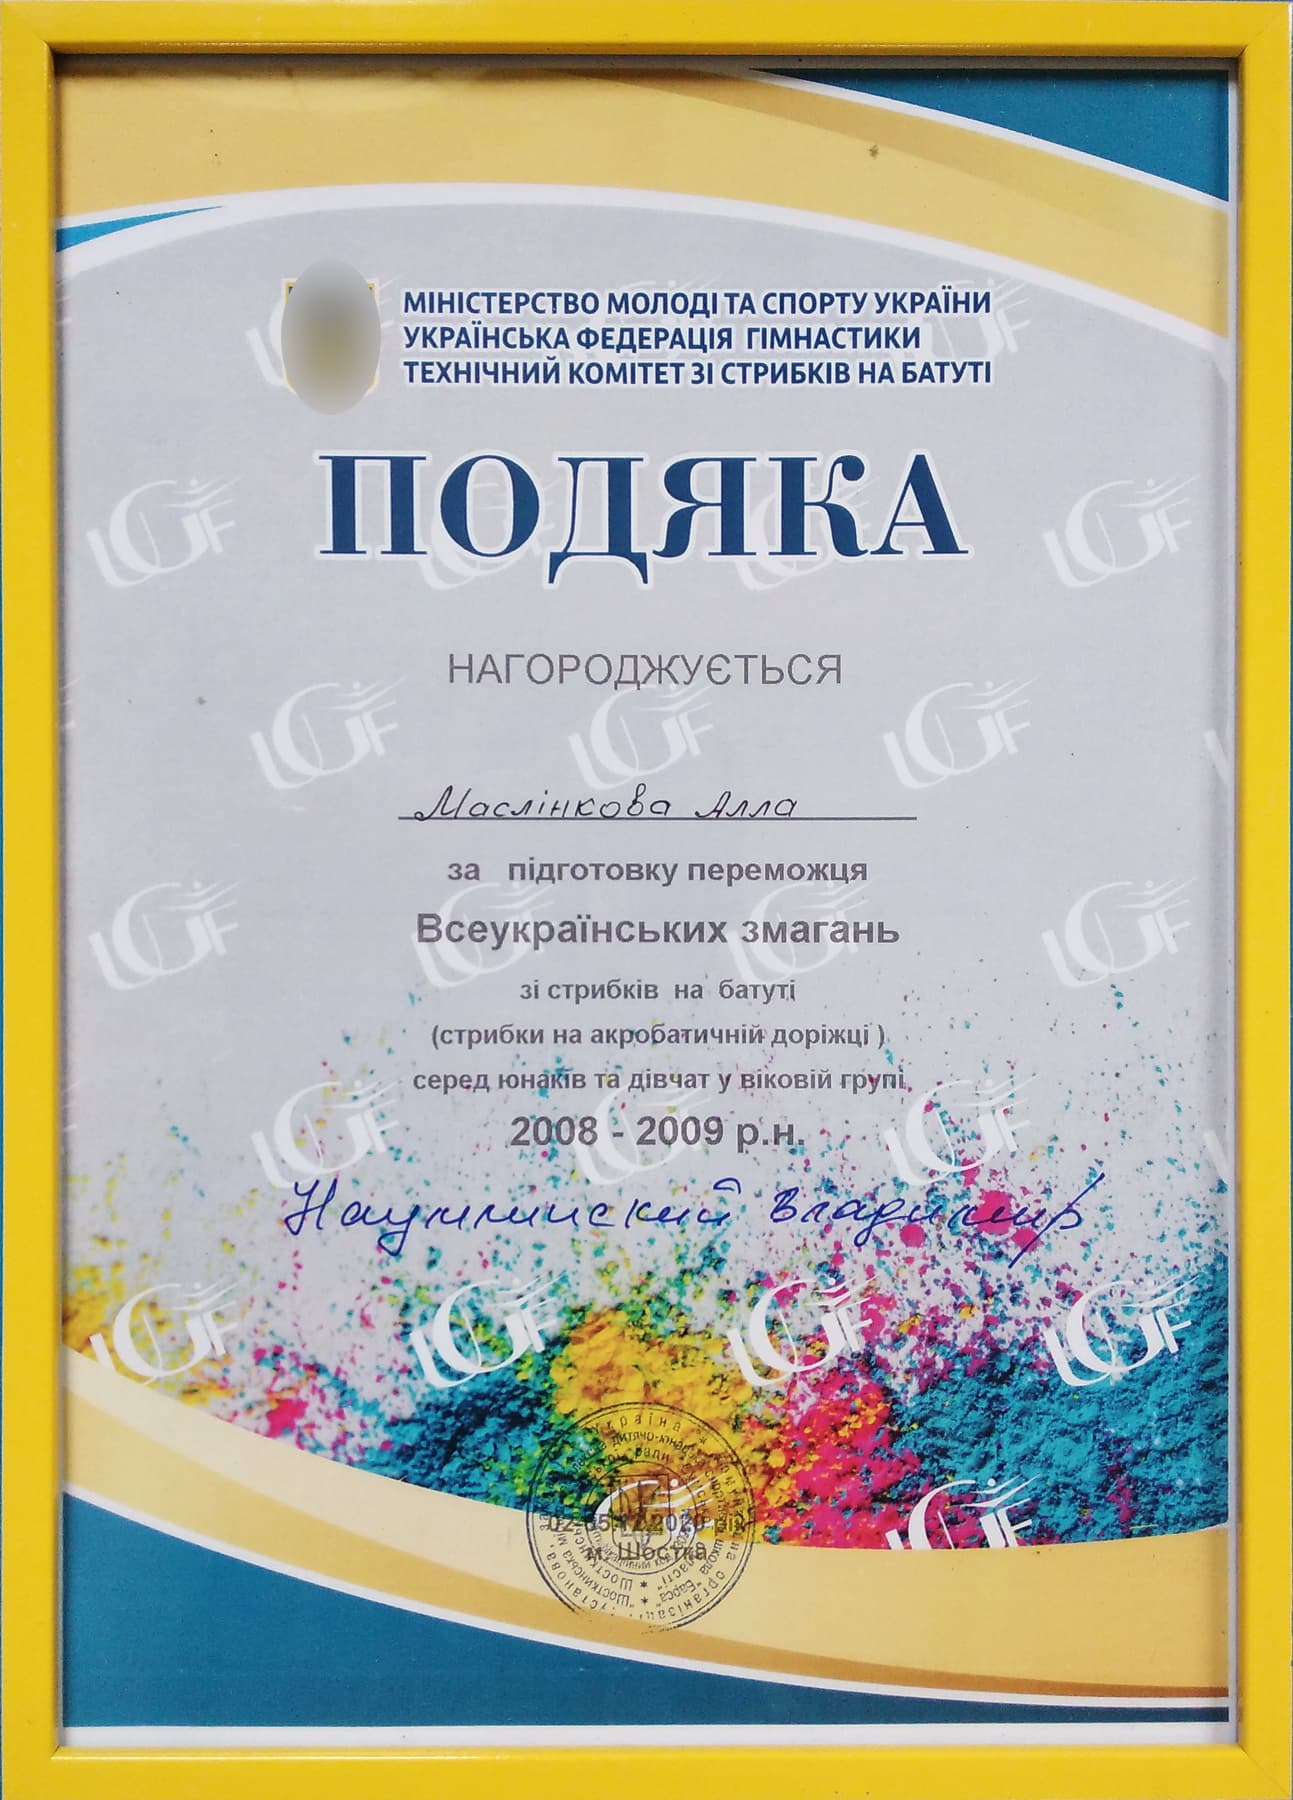 МІНІСТЕРСТВО МОЛОДІ ТА СПОРТУ УКРАЇНИ
УКРАЇНСЬКА ФЕДЕРАЦІЯ ГІМНАСТИКИ
ТЕХНІЧНИЙ КОМІТЕТ ЗІ СТРИБКІВ НА БАТУТІ
ПОДЯКА
НАГОРОДЖУЄТЬСЯ
Маслінкова Алла
за підготовку переможця
Всеукраїнських змагань
зі стрибків на батуті
(стрибки на акробатичній доріжці )
серед юнаків та дівчат у віковій групі
2008 - 2009 р.н.
Владимир
м. Шостка
Україна